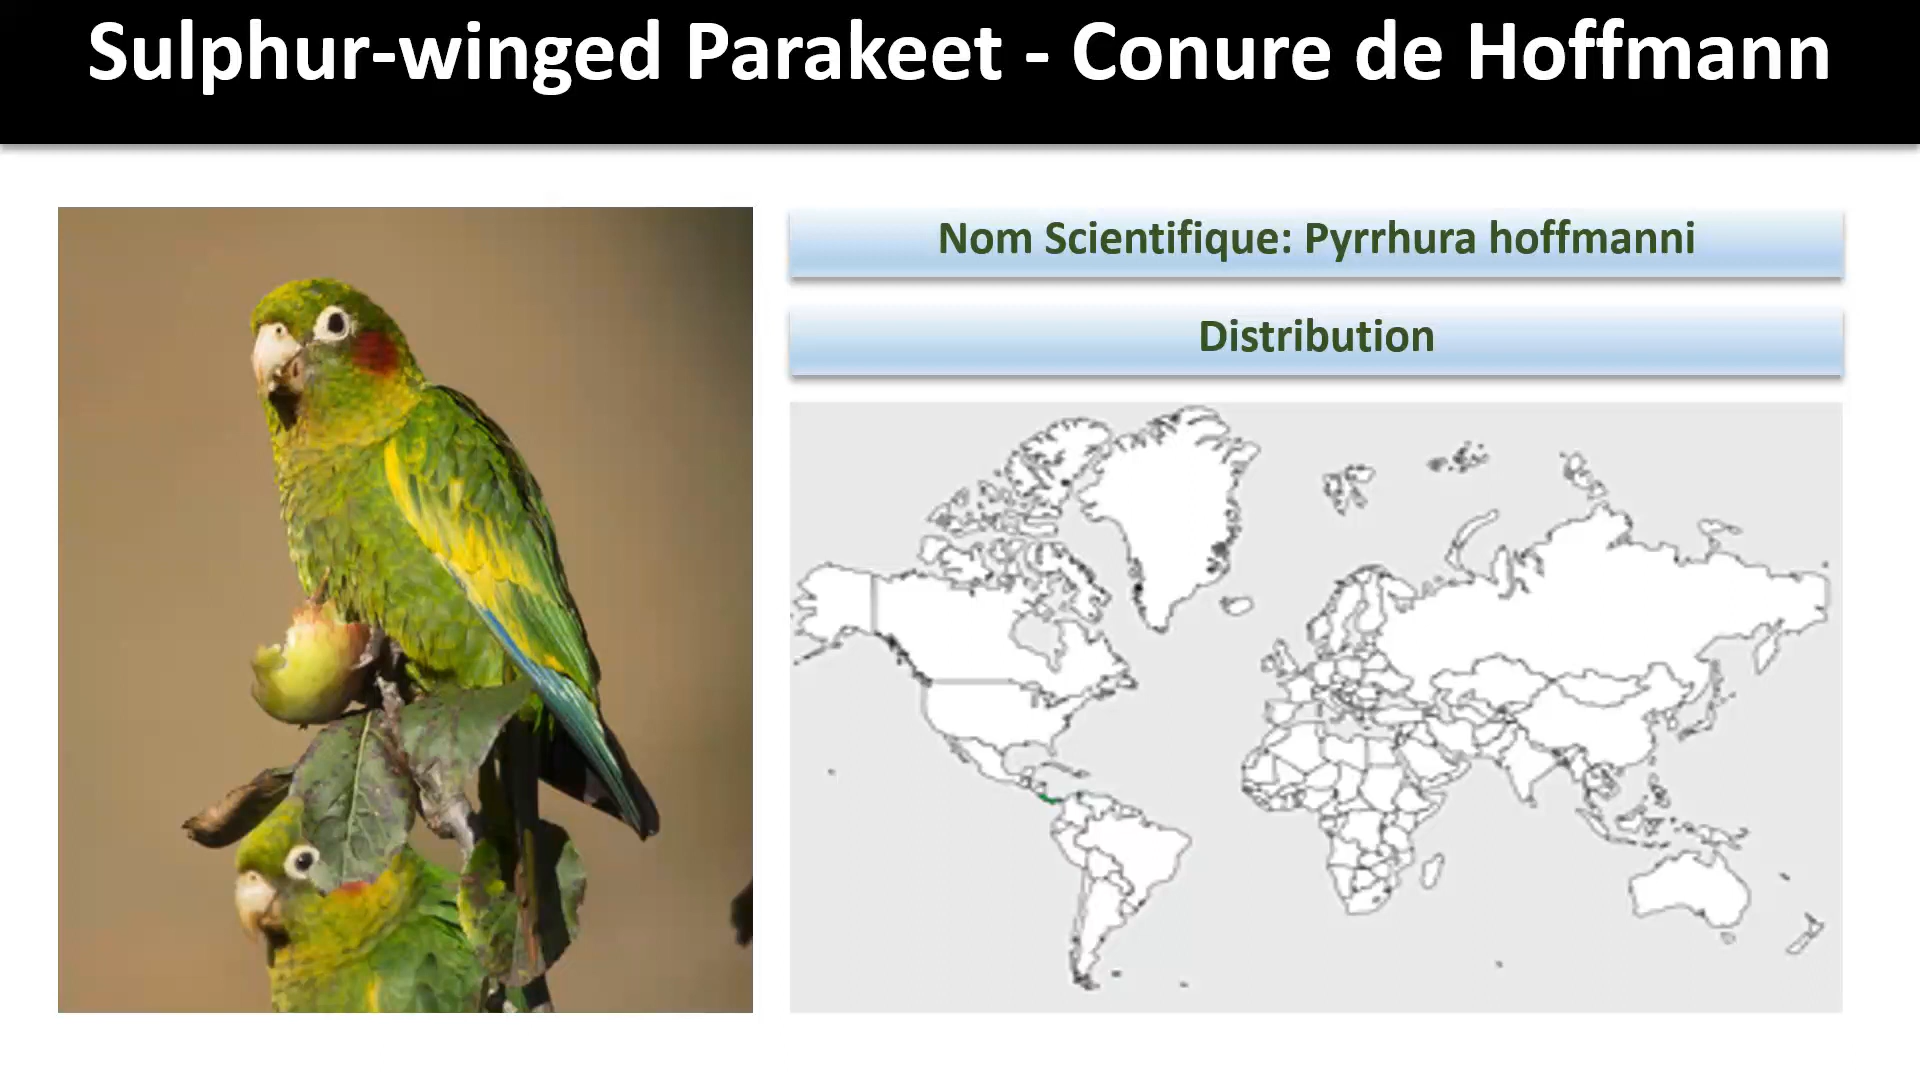 Sulphur-winged Parakeet - Conure de Hoffmann
Nom Scientifique: Pyrrhura hoffmanni
Distribution